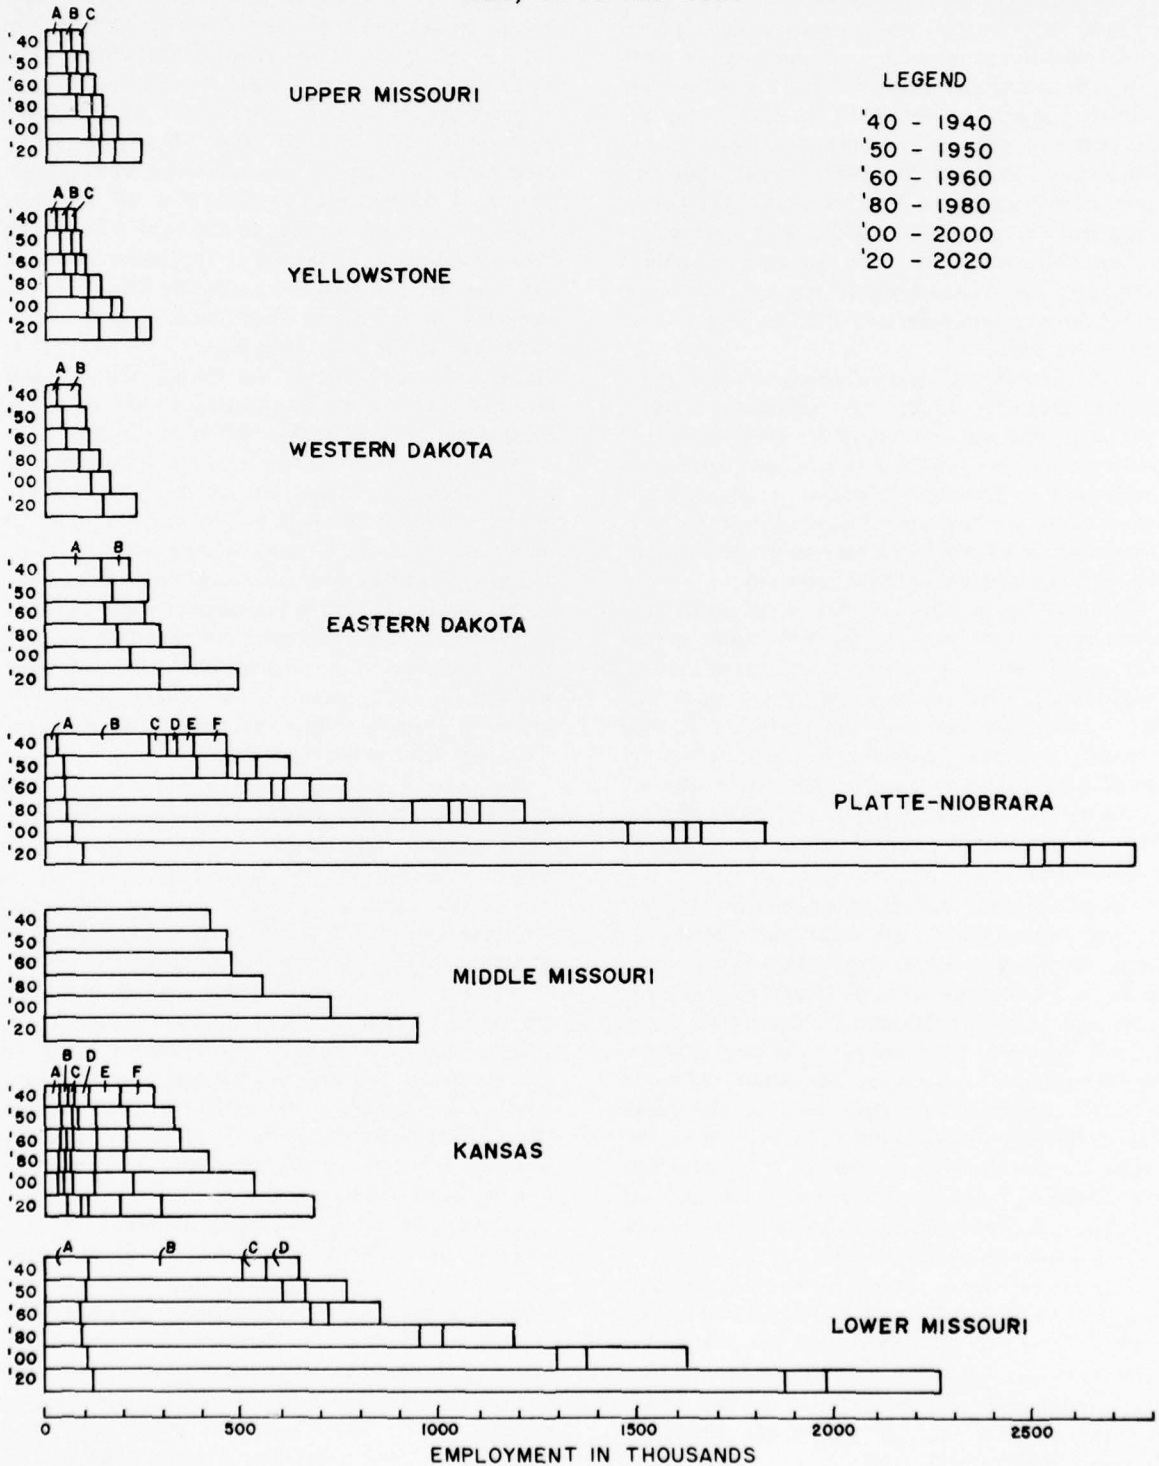 A B C
'40
'50
'60
'80
'00
'20
UPPER MISSOURI
LEGEND
'40 - 1940
'50 - 1950
'60 - 1960
'80 - 1980
'00 - 2000
'20 - 2020
A B C
'40
'50
'60
'80
'00
'20
YELLOWSTONE
A B
'40
'50
'60
'80
'00
'20
WESTERN DAKOTA
A B
'40
'50
'60
'80
'00
'20
EASTERN DAKOTA
A B C D E F
'40
'50
'60
'80
'00
'20
PLATTE-NIOBRARA
'40
'50
'60
'80
'00
'20
MIDDLE MISSOURI
B D
A C E F
'40
'50
'60
'80
'00
'20
KANSAS
A B C D
'40
'50
'60
'80
'00
'20
LOWER MISSOURI
0 500 1000 1500 2000 2500
EMPLOYMENT IN THOUSANDS